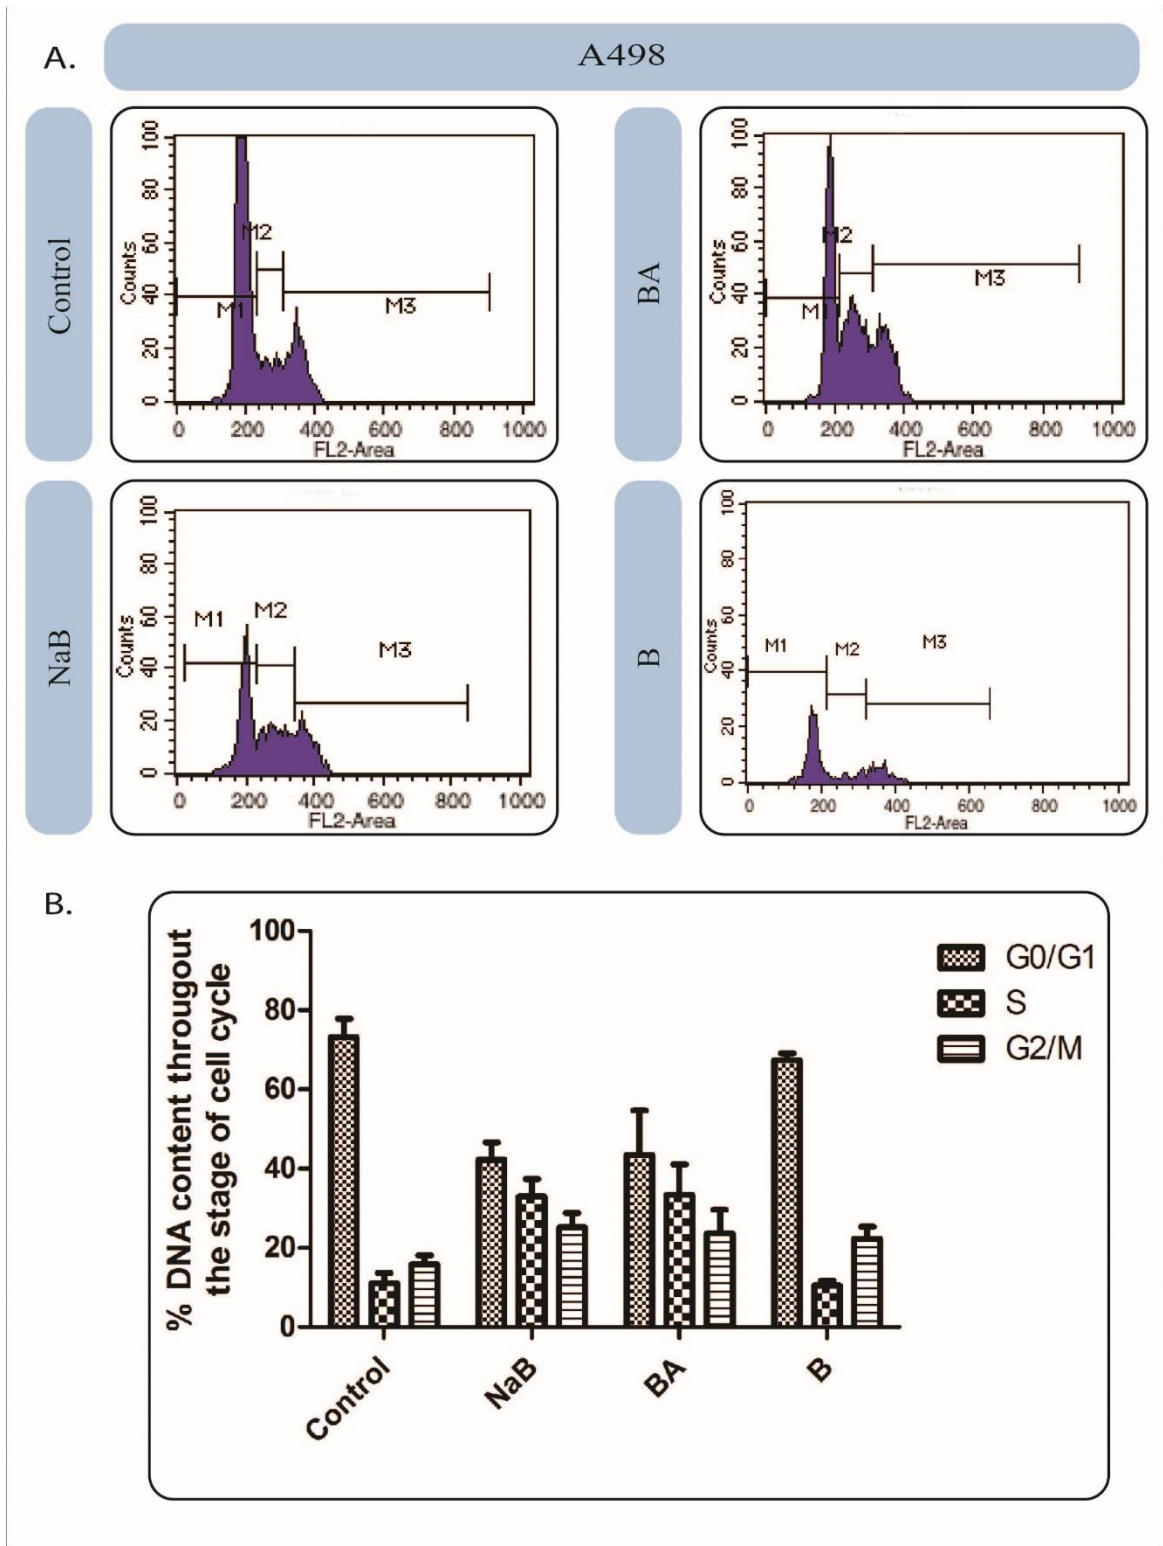 A.
A498
Control
100
80
60
40
20
0
Counts
M2
M1
M3
0 200 400 600 800 1000
FL2-Area
BA
100
80
60
40
20
0
Counts
M2
M
M3
0 200 400 600 800 1000
FL2-Area
NaB
100
80
60
40
20
0
Counts
M1
M2
M3
0 200 400 600 800 1000
FL2-Area
B
100
80
60
40
20
0
Counts
M1
M2
M3
0 200 400 600 800 1000
FL2-Area
B.
% DNA content througout
the stage of cell cycle
100
80
60
40
20
0
Control
NaB
BA
B
G0/G1
S
G2/M